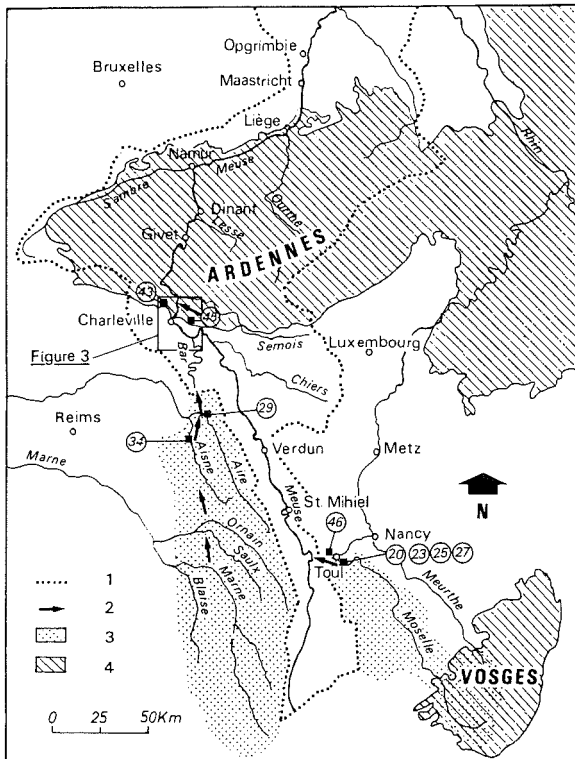 Opgrimbie
Bruxelles
Maastricht
Liège
Rhin
Namur
Meuse
Sambre
Ourthe
Dinant
Lesse
Givet
ARDENNES
43
45
Charleville
Semois
Luxembourg
Figure 3
Bar
Chiers
Reims
29
34
Aisne
Aire
Verdun
Metz
Marne
Meuse
St. Mihiel
N
46
Ornain
Nancy
Saulx
20 23 25 27
Toul
Marne
Blaise
Meurthe
Moselle
1
2
3
4
VOSGES
0 25 50Km